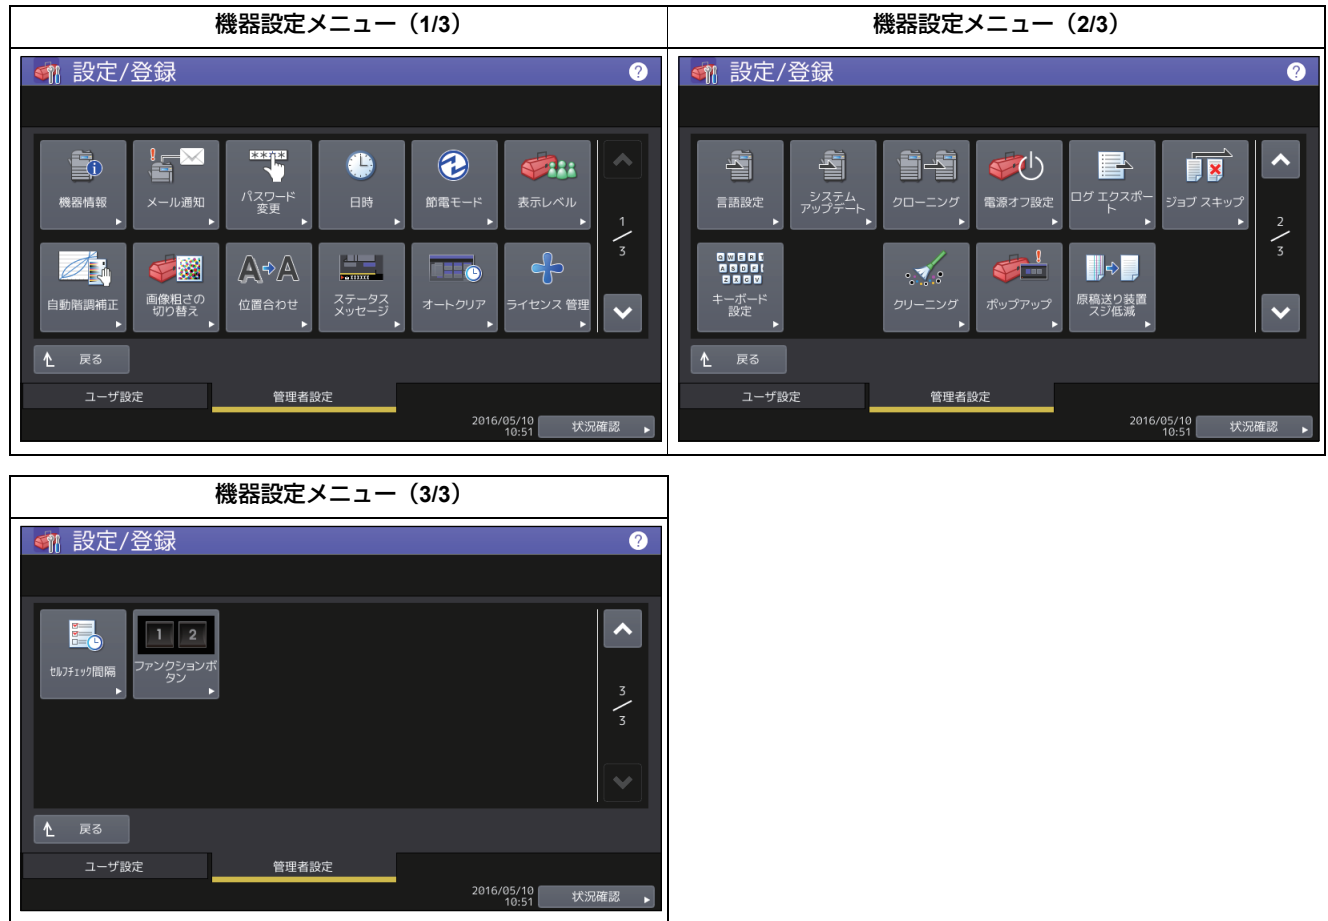 機器設定メニュー（1/3）
設定/登録
?
機器情報
メール通知
****
パスワード
変更
日時
節電モード
表示レベル
1
3
自動階調補正
画像粗さの
切り替え
A⇒A
位置合わせ
ステータス
メッセージ
オートクリア
ライセンス 管理
戻る
ユーザ設定
管理者設定
2016/05/10
10:51
状況確認
機器設定メニュー（2/3）
設定/登録
?
言語設定
システム
アップデート
クローニング
電源オフ設定
ログ エクスポー
ト
ジョブ スキップ
2
3
Q W E R T
A S D F
Z X C V
キーボード
設定
クリーニング
ポップアップ
原稿送り装置
スジ低減
戻る
ユーザ設定
管理者設定
2016/05/10
10:51
状況確認
機器設定メニュー（3/3）
設定/登録
?
ｾﾙﾌﾁｪｯｸ間隔
1 2
ファンクションボ
タン
3
3
戻る
ユーザ設定
管理者設定
2016/05/10
10:51
状況確認